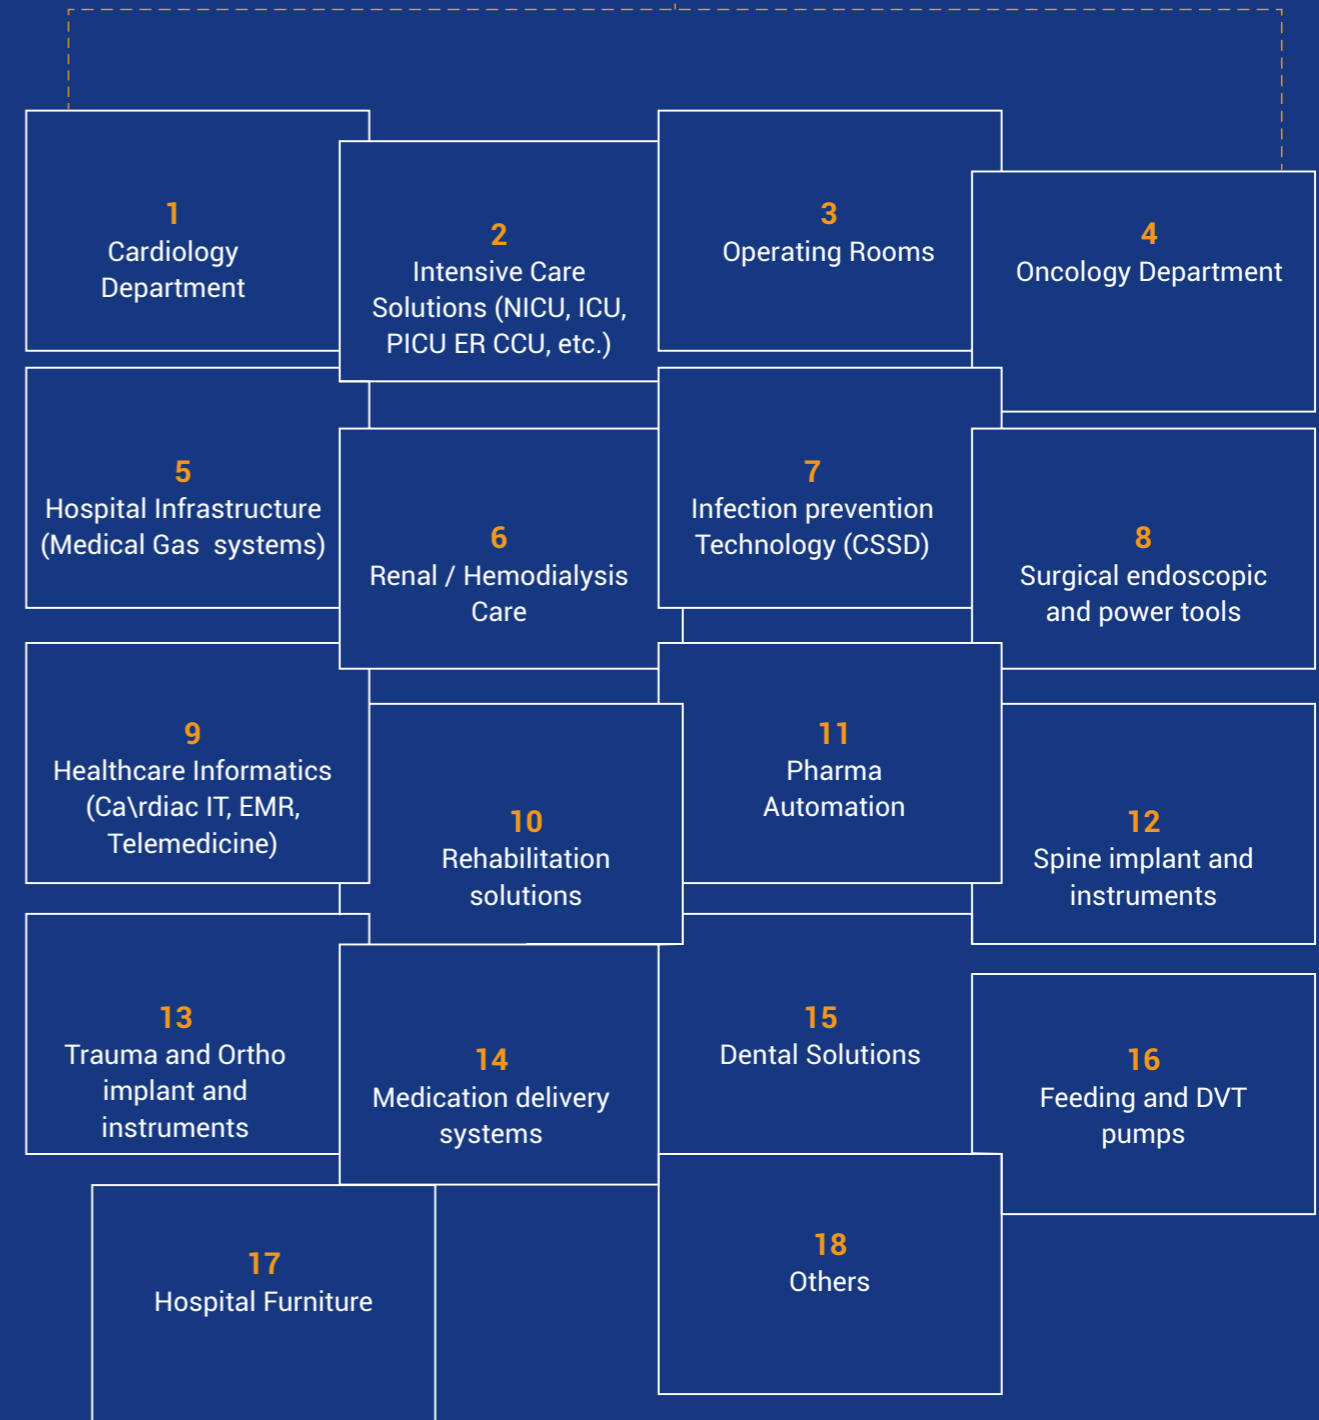 1
Cardiology
Department
2
Intensive Care
Solutions (NICU, ICU,
PICU ER CCU, etc.)
3
Operating Rooms
4
Oncology Department
5
Hospital Infrastructure
(Medical Gas  systems)
6
Renal / Hemodialysis
Care
7
Infection prevention
Technology (CSSD)
8
Surgical endoscopic
and power tools
9
Healthcare Informatics
(Ca\rdiac IT, EMR,
Telemedicine)
10
Rehabilitation
solutions
11
Pharma
Automation
12
Spine implant and
instruments
13
Trauma and Ortho
implant and
instruments
14
Medication delivery
systems
15
Dental Solutions
16
Feeding and DVT
pumps
17
Hospital Furniture
18
Others